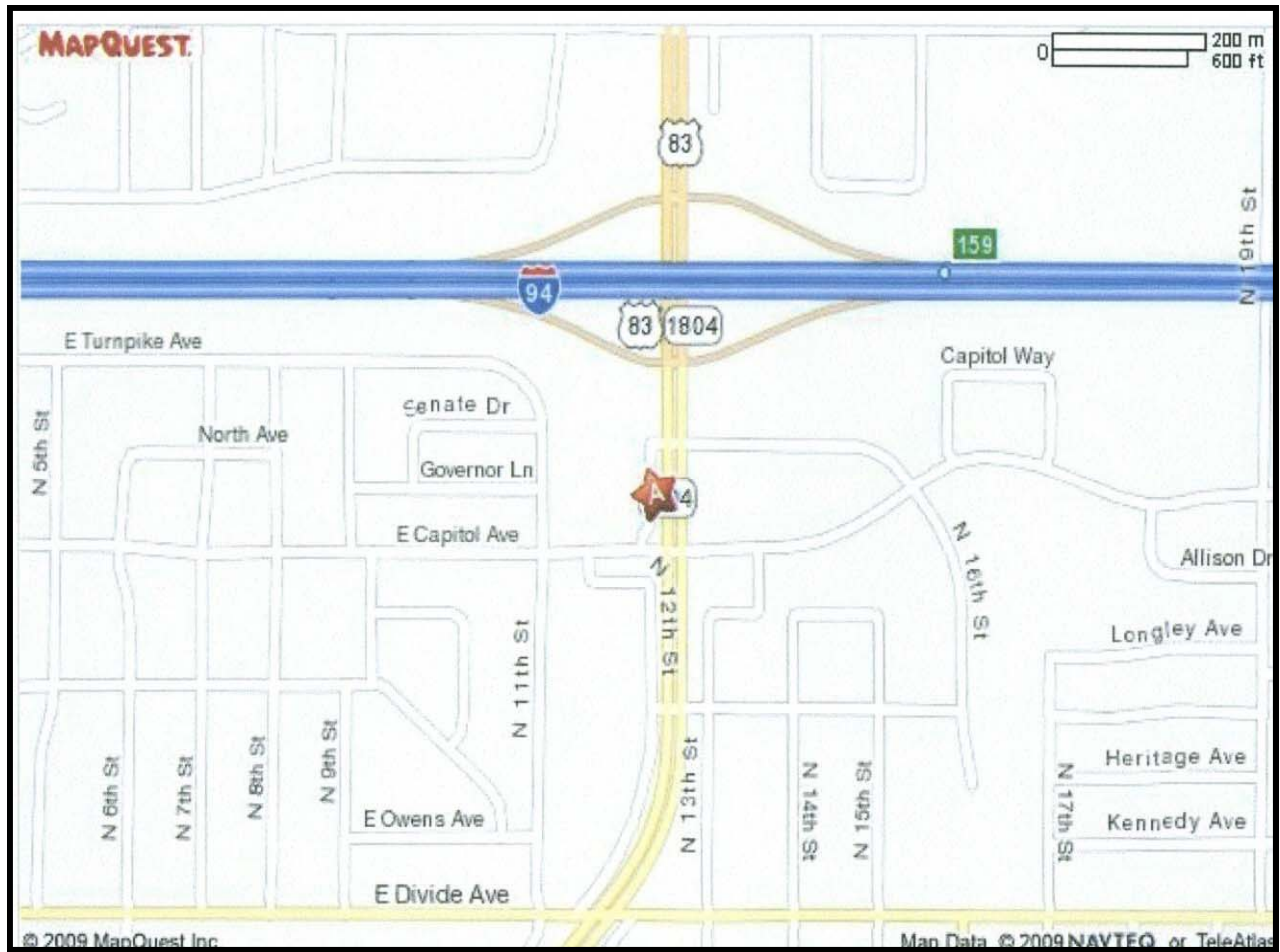 MAPQUEST.
0
200 m
600 ft
83
N 19th St
159
94
83
1804
E Turnpike Ave
Capitol Way
Senate Dr
North Ave
N 5th St
Governor Ln
A
4
E Capitol Ave
N 12th St
N 16th St
Allison Dr
Longley Ave
N 11th St
N 6th St
N 7th St
N 8th St
N 9th St
N 13th St
N 14th St
N 15th St
N 17th St
Heritage Ave
E Owens Ave
Kennedy Ave
E Divide Ave
© 2009 MapQuest Inc
Map Data © 2009 NAVTEQ or TeleAtlas